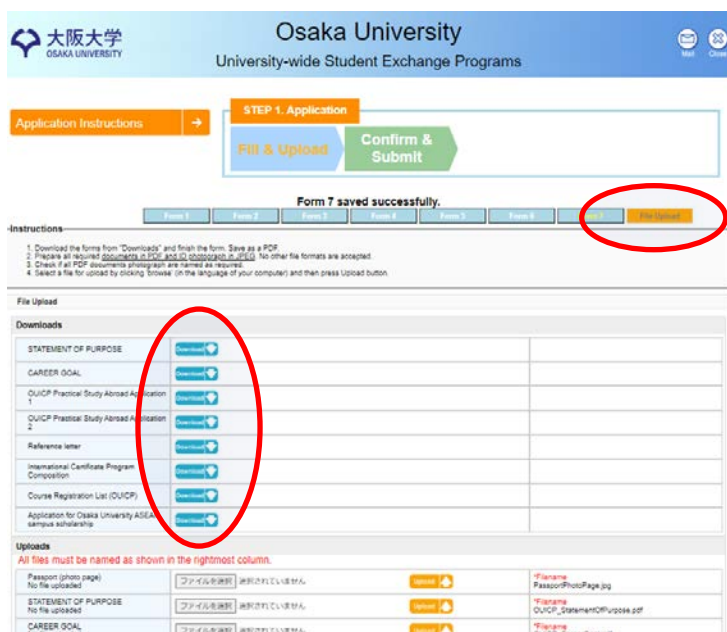 大阪大学
OSAKA UNIVERSITY
Osaka University
University-wide Student Exchange Programs
Mail
Close
Application Instructions
STEP 1. Application
Fill & Upload
Confirm &
Submit
Form 7 saved successfully.
Form 1
Form 2
Form 3
Form 4
Form 5
Form 6
File Upload
Instructions
1. Download the forms from "Downloads" and finish the form. Save as a PDF.
2. Prepare all required documents in PDF and ID photograph in JPEG. No other file formats are accepted.
3. Check if all PDF documents photograph are named as required.
4. Select a file for upload by clicking 'browse' (in the language of your computer) and then press Upload button.
File Upload
Downloads
STATEMENT OF PURPOSE
Download
CAREER GOAL
Download
OUICP Practical Study Abroad Application
1
Download
OUICP Practical Study Abroad Application
2
Download
Reference letter
Download
International Certificate Program
Composition
Download
Course Registration List (OUICP)
Download
Application for Osaka University ASEAN
campus scholarship
Download
Uploads
All files must be named as shown in the rightmost column.
Passport (photo page)
No file uploaded
ファイルを選択 選択されていません
Upload
*Filename
PassportPhotoPage.jpg
STATEMENT OF PURPOSE
No file uploaded
ファイルを選択 選択されていません
Upload
*Filename
OUICP_StatementOfPurpose.pdf
CAREER GOAL
ファイルを選択 選択されていません
Upload
*Filename